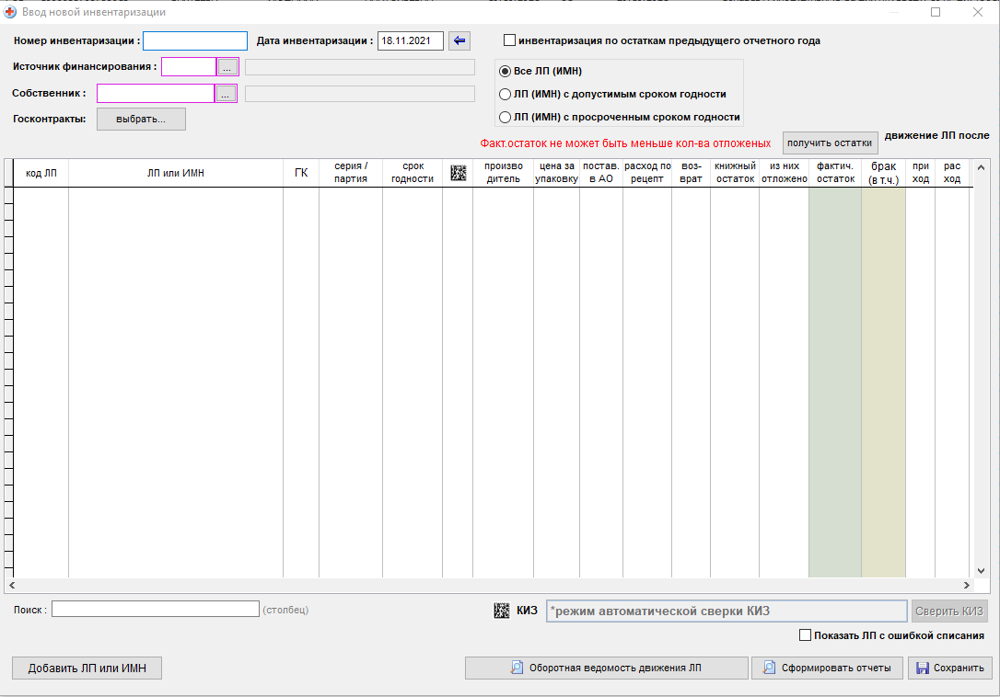 Ввод новой инвентаризации
Номер инвентаризации : Дата инвентаризации : 18.11.2021 инвентаризация по остаткам предыдущего отчетного года
Источник финансирования : ... Все ЛП (ИМН)
Собственник : ... ЛП (ИМН) с допустимым сроком годности
Госконтракты: выбрать... ЛП (ИМН) с просроченным сроком годности
Факт.остаток не может быть меньше кол-ва отложеных получить остатки движение ЛП после
код ЛП ЛП или ИМН ГК серия / срок произво цена за постав. расход по воз- книжный из них фактич. брак при рас
партия годности дитель упаковку в АО рецепт врат остаток отложено остаток (в т.ч.) ход ход
Поиск : (столбец) КИЗ *режим автоматической сверки КИЗ Сверить КИЗ
Показать ЛП с ошибкой списания
Добавить ЛП или ИМН Оборотная ведомость движения ЛП Сформировать отчеты Сохранить